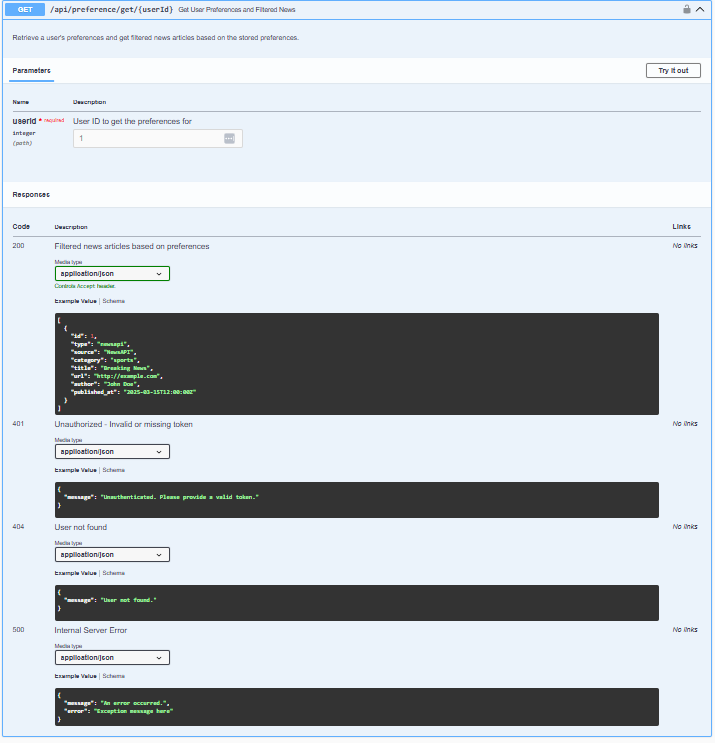 GET /api/preference/get/{userId} Get User Preferences and Filtered News
Retrieve a user's preferences and get filtered news articles based on the stored preferences.
Parameters
Try it out
Name Description
userId * required
integer
(path)
User ID to get the preferences for
1
Responses
Code Description Links
200 Filtered news articles based on preferences No links
Media type
application/json
Controls Accept header.
Example Value | Schema
[
{
"id": 1,
"type": "newsapi",
"source": "NewsAPI",
"category": "sports",
"title": "Breaking News",
"url": "http://example.com",
"author": "John Doe",
"published_at": "2025-03-15T12:00:00Z"
}
]
401 Unauthorized - Invalid or missing token No links
Media type
application/json
Example Value | Schema
{
"message": "Unauthenticated. Please provide a valid token."
}
404 User not found No links
Media type
application/json
Example Value | Schema
{
"message": "User not found."
}
500 Internal Server Error No links
Media type
application/json
Example Value | Schema
{
"message": "An error occurred.",
"error": "Exception message here"
}